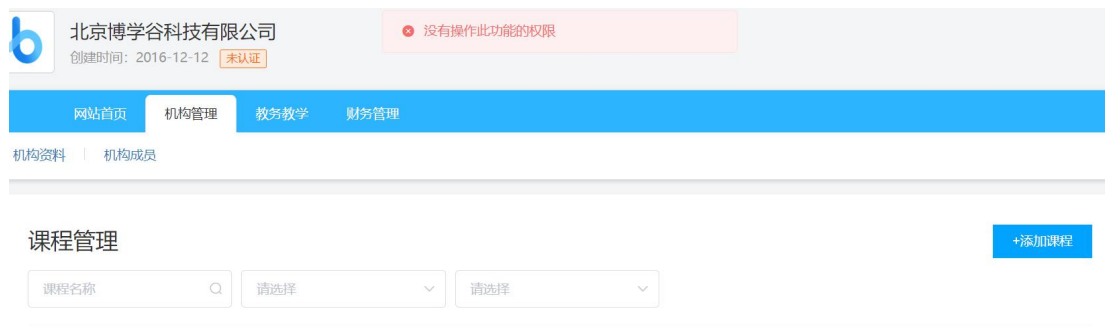 北京博学谷科技有限公司
没有操作此功能的权限
创建时间：2016-12-12 未认证
网站首页 机构管理 教务教学 财务管理
机构资料 机构成员
课程管理
+添加课程
课程名称 请选择 请选择